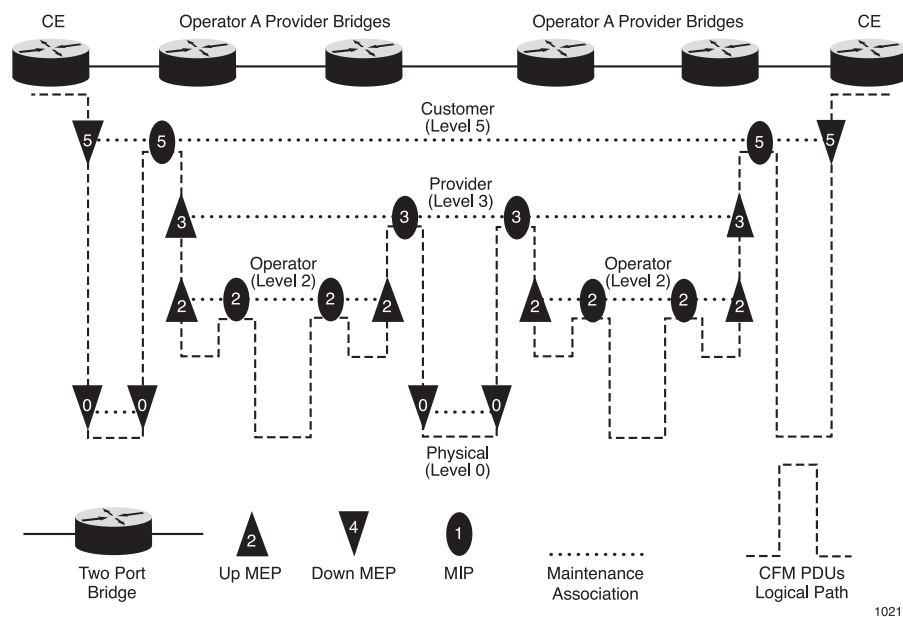 CE
Operator A Provider Bridges
Operator A Provider Bridges
CE
Customer
(Level 5)
5
5
5
5
Provider
(Level 3)
3
3
3
3
Operator
(Level 2)
Operator
(Level 2)
2
2
2
2
2
2
2
2
0
0
0
0
Physical
(Level 0)
2
4
1
Two Port
Bridge
Up MEP
Down MEP
MIP
Maintenance
Association
CFM PDUs
Logical Path
1021